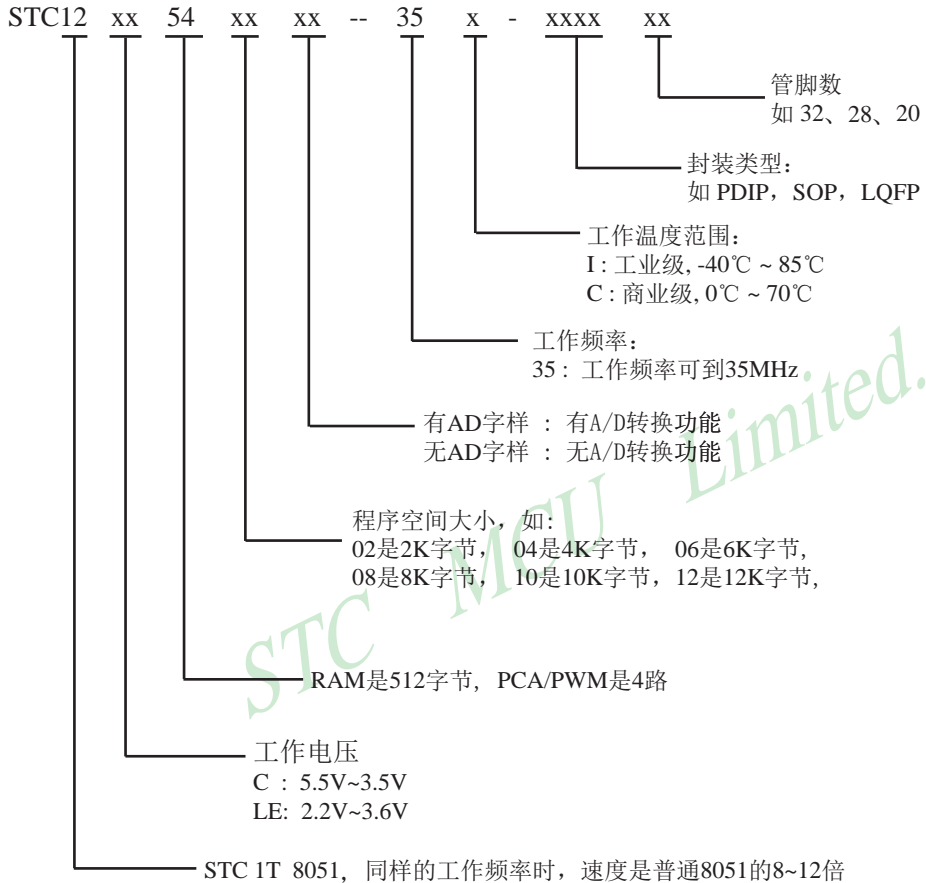 STC12 xx 54 xx xx -- 35 x - xxxx xx
管脚数
如 32、28、20
封装类型：
如 PDIP，SOP，LQFP
工作温度范围：
I : 工业级, -40℃ ~ 85℃
C : 商业级, 0℃ ~ 70℃
工作频率：
35 : 工作频率可到35MHz
有AD字样 : 有A/D转换功能
无AD字样 : 无A/D转换功能
程序空间大小，如:
02是2K字节， 04是4K字节， 06是6K字节,
08是8K字节， 10是10K字节，12是12K字节,
RAM是512字节, PCA/PWM是4路
工作电压
C : 5.5V~3.5V
LE: 2.2V~3.6V
STC 1T 8051, 同样的工作频率时，速度是普通8051的8~12倍
STC MCU Limited.